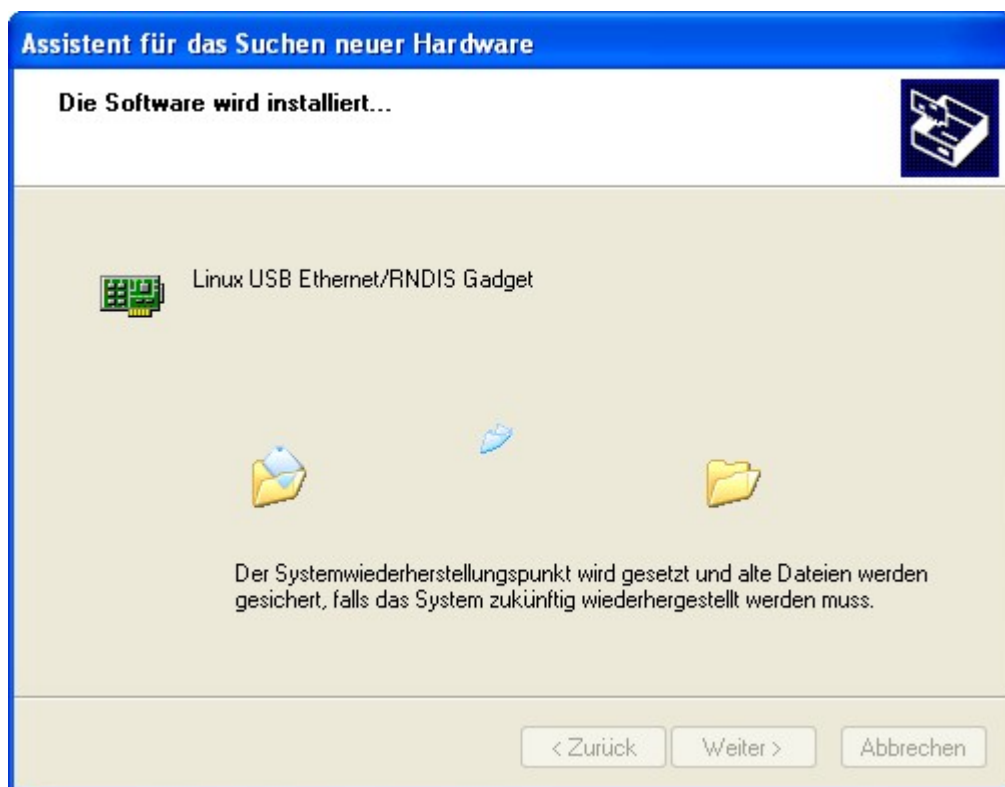 Assistent für das Suchen neuer Hardware
Die Software wird installiert...
Linux USB Ethernet/RNDIS Gadget
Der Systemwiederherstellungspunkt wird gesetzt und alte Dateien werden
gesichert, falls das System zukünftig wiederhergestellt werden muss.
< Zurück
Weiter >
Abbrechen